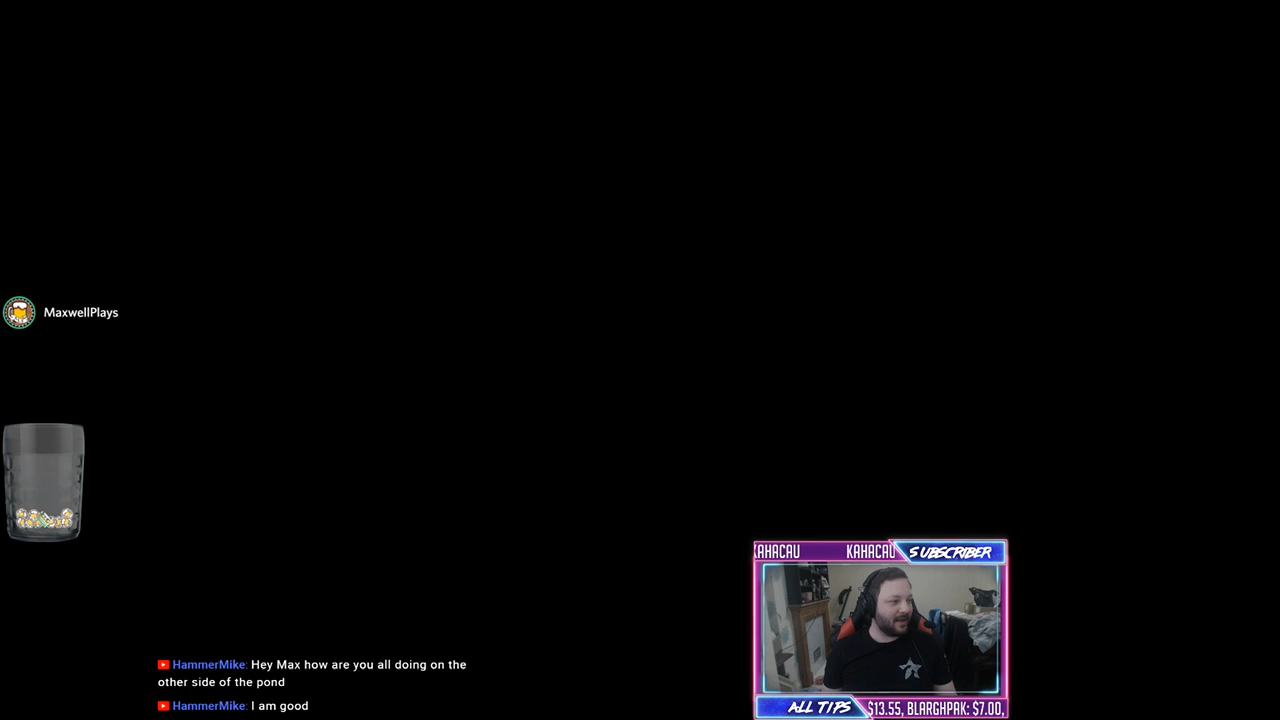 MaxwellPlays
KAHACAU KAHACAU SUBSCRIBER
HammerMike: Hey Max how are you all doing on the
other side of the pond
HammerMike: I am good
ALL TIPS $13.55, BLARGHPAK: $7.00,